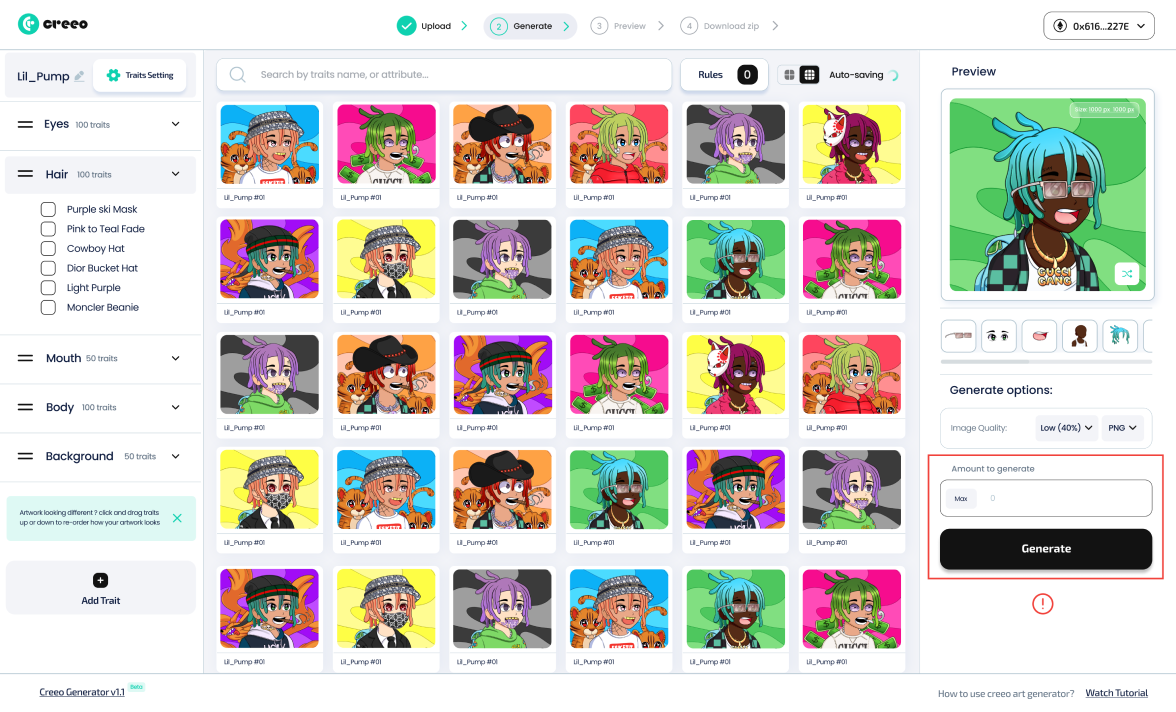 creeo
Upload
2
Generate
3
Preview
4
Download zip
0x616...227E
Lil_Pump
Traits Setting
Eyes 100 traits
Hair 100 traits
Purple ski Mask
Pink to Teal Fade
Cowboy Hat
Dior Bucket Hat
Light Purple
Moncler Beanie
Mouth 50 traits
Body 100 traits
Background 50 traits
Artwork looking different ? click and drag traits
up or down to re-order how your artwork looks
Add Trait
Search by traits name, or attribute...
Rules 0
Auto-saving
Lil_Pump #01 Lil_Pump #01 Lil_Pump #01 Lil_Pump #01 Lil_Pump #01 Lil_Pump #01
Lil_Pump #01 Lil_Pump #01 Lil_Pump #01 Lil_Pump #01 Lil_Pump #01 Lil_Pump #01
Lil_Pump #01 Lil_Pump #01 Lil_Pump #01 Lil_Pump #01 Lil_Pump #01 Lil_Pump #01
Lil_Pump #01 Lil_Pump #01 Lil_Pump #01 Lil_Pump #01 Lil_Pump #01 Lil_Pump #01
Lil_Pump #01 Lil_Pump #01 Lil_Pump #01 Lil_Pump #01 Lil_Pump #01 Lil_Pump #01
Preview
Size: 1000 px 1000 px
GUCCI
GANG
Generate options:
Image Quality:
Low (40%)
PNG
Amount to generate
Max
0
Generate
!
Creeo Generator v1.1 Beta
How to use creeo art generator? Watch Tutorial